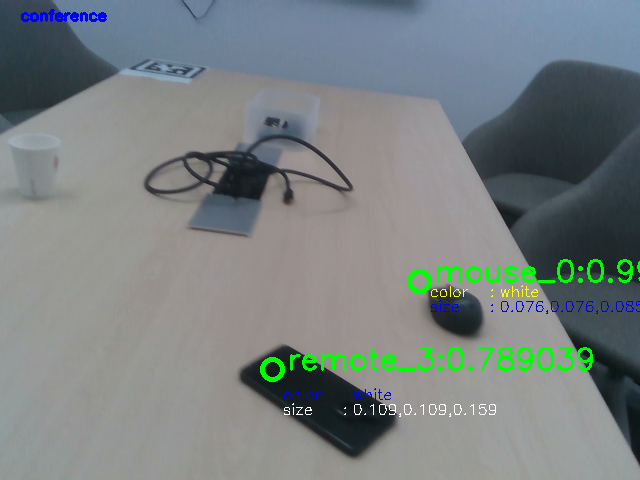 conference
mouse_0:0.99
color : white
size : 0.076,0.076,0.085
remote_3:0.789039
color : white
size : 0.109,0.109,0.159